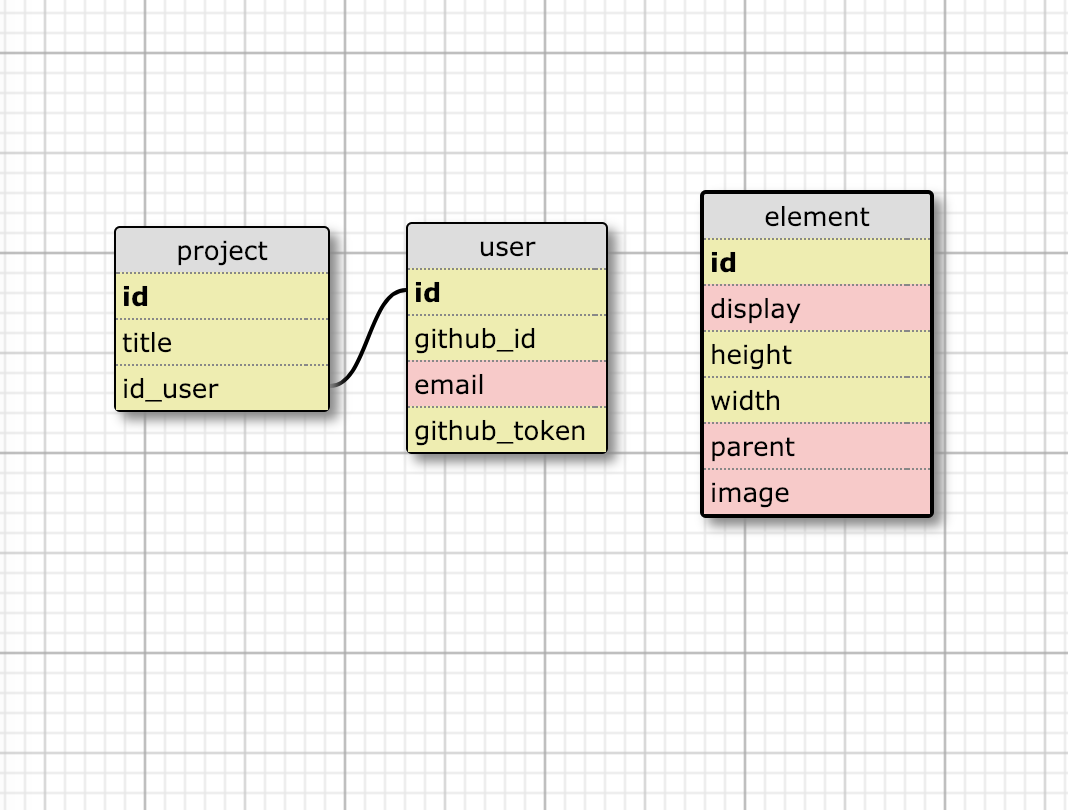 project
id
title
id_user
user
id
github_id
email
github_token
element
id
display
height
width
parent
image